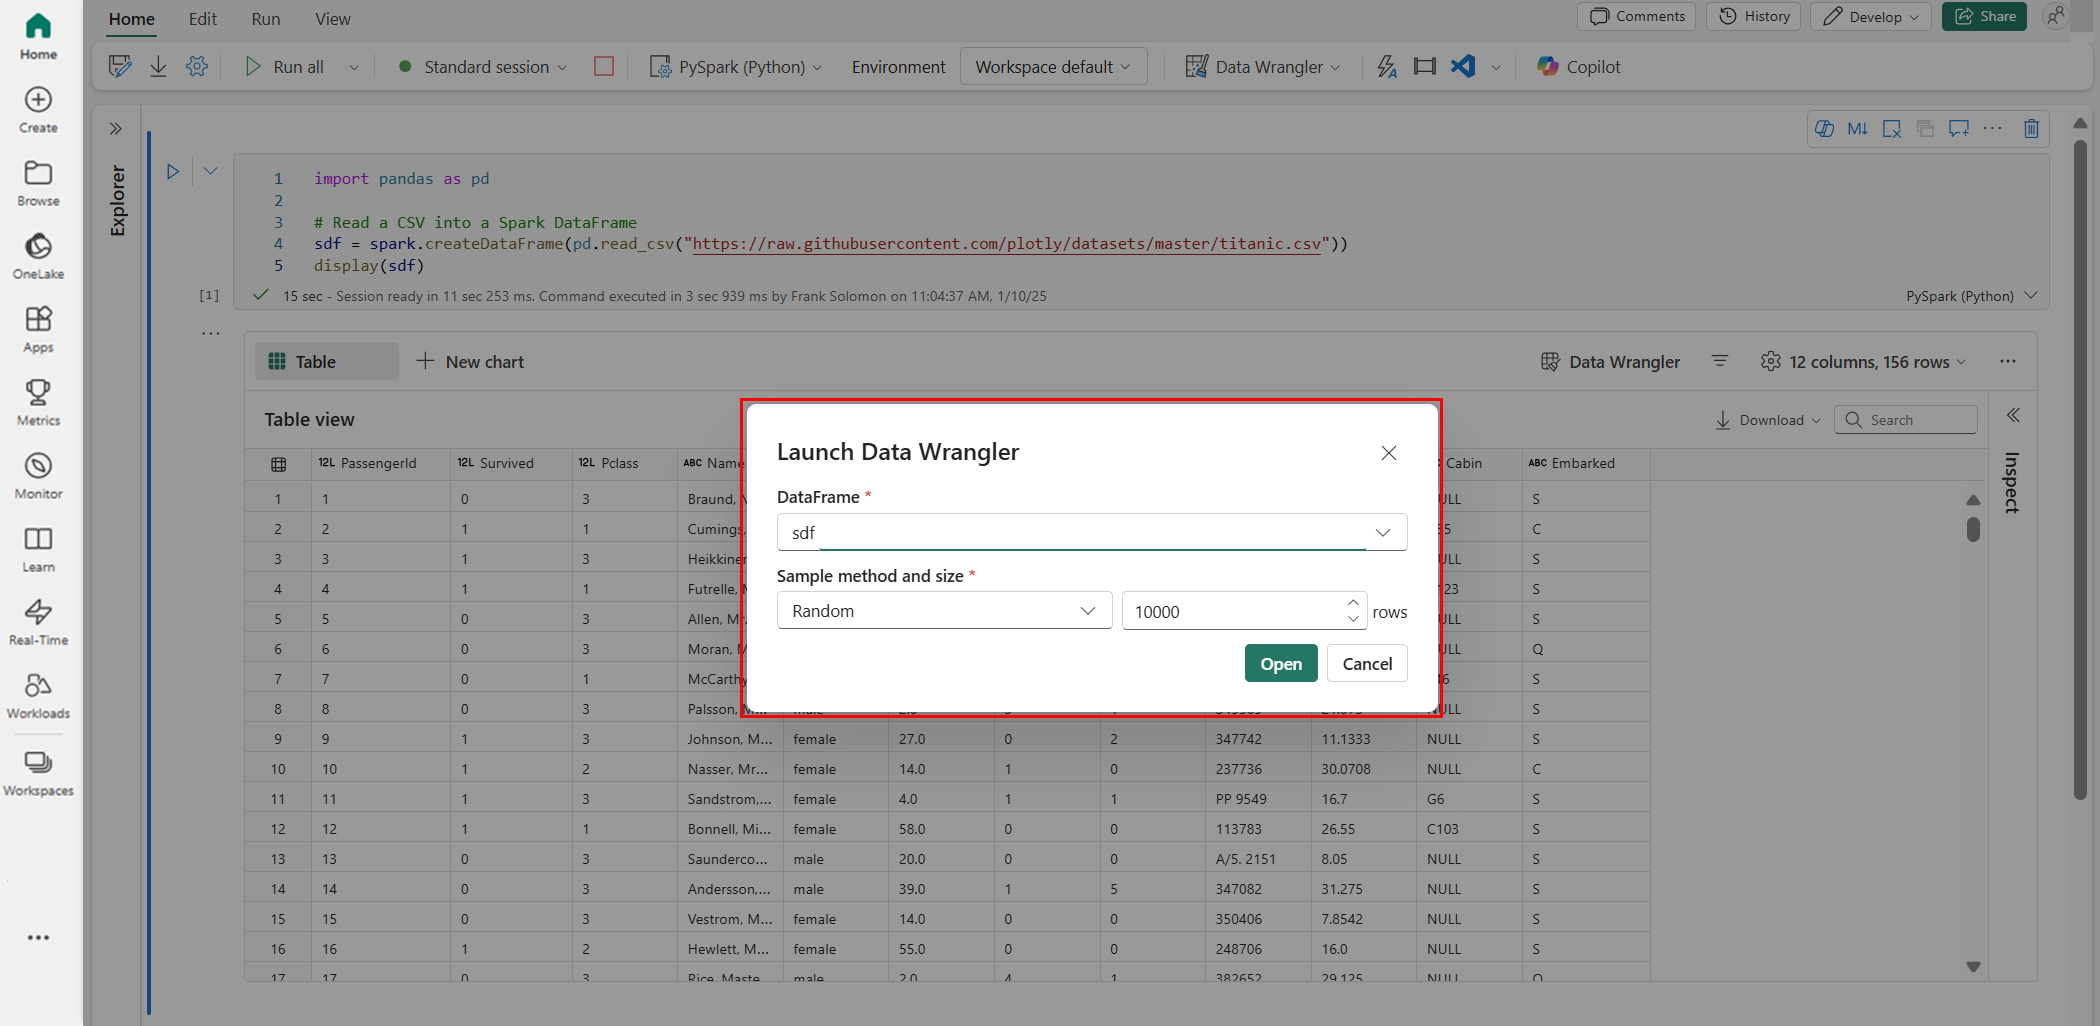 Home Edit Run View Comments History Develop Share
Run all Standard session PySpark (Python) Environment Workspace default Data Wrangler Copilot
Home
Create
Browse
OneLake
Apps
Metrics
Monitor
Learn
Real-Time
Workloads
Workspaces
Explorer
M↓
1 import pandas as pd
2
3 # Read a CSV into a Spark DataFrame
4 sdf = spark.createDataFrame(pd.read_csv("https://raw.githubusercontent.com/plotly/datasets/master/titanic.csv"))
5 display(sdf)
[1] 15 sec - Session ready in 11 sec 253 ms. Command executed in 3 sec 939 ms by Frank Solomon on 11:04:37 AM, 1/10/25 PySpark (Python)
Table New chart Data Wrangler 12 columns, 156 rows
Table view Download Search
Inspect
12L PassengerId 12L Survived 12L Pclass ABC Name Cabin ABC Embarked
Launch Data Wrangler
DataFrame *
sdf
Sample method and size *
Random 10000 rows
Open Cancel
1 1 0 3 Braund, S
2 2 1 1 Cumings, C
3 3 1 3 Heikkinen S
4 4 1 1 Futrelle, S
5 5 0 3 Allen, S
6 6 0 3 Moran, Q
7 7 0 1 McCarthy S
8 8 0 3 Palsson, S
9 9 1 3 Johnson, M... female 27.0 0 2 347742 11.1333 NULL S
10 10 1 2 Nasser, Mr... female 14.0 1 0 237736 30.0708 NULL C
11 11 1 3 Sandstrom,... female 4.0 1 1 PP 9549 16.7 G6 S
12 12 1 1 Bonnell, Mi... female 58.0 0 0 113783 26.55 C103 S
13 13 0 3 Saunderco... male 20.0 0 0 A/5. 2151 8.05 NULL S
14 14 0 3 Andersson,... male 39.0 1 5 347082 31.275 NULL S
15 15 0 3 Vestrom, M... female 14.0 0 0 350406 7.8542 NULL S
16 16 1 2 Hewlett, M... female 55.0 0 0 248706 16.0 NULL S
17 17 0 3 Rice, Maste male 2.0 4 1 382652 29.125 NULL Q